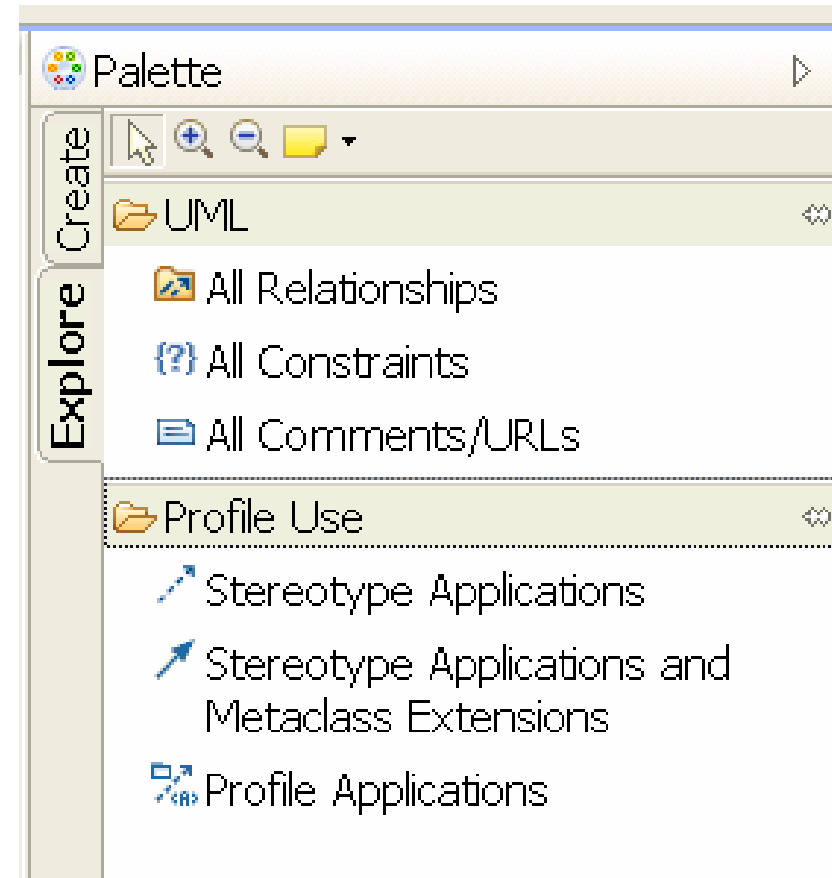 Palette
Create
Explore
UML
All Relationships
{?} All Constraints
All Comments/URLs
Profile Use
Stereotype Applications
Stereotype Applications and
Metaclass Extensions
<A> Profile Applications